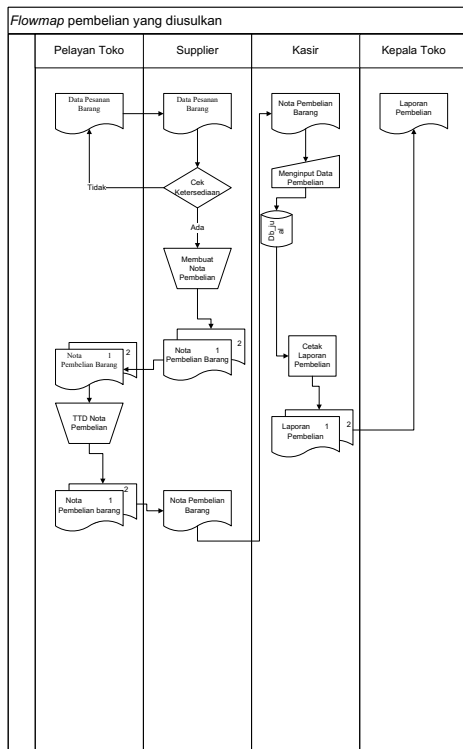 Flowmap pembelian yang diusulkan
Pelayan Toko
Supplier
Kasir
Kepala Toko
Data Pesanan
Barang
Data Pesanan
Barang
Nota Pembelian
Barang
Laporan
Pembelian
Tidak
Cek
Ketersediaan
Menginput Data
Pembelian
Ada
Db_ju
al
Membuat
Nota
Pembelian
2
Nota 1
Pembelian Barang
2
Nota 1
Pembelian Barang
Cetak
Laporan
Pembelian
TTD Nota
Pembelian
2
Laporan 1
Pembelian
2
Nota 1
Pembelian barang
Nota Pembelian
Barang